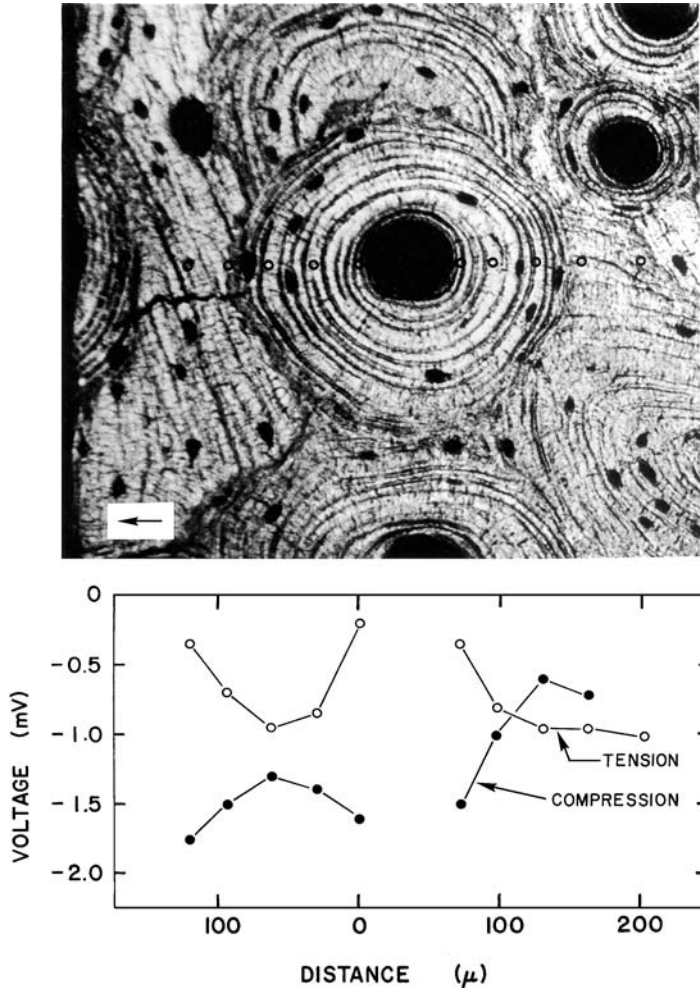 0
-0.5
-1.0
-1.5
-2.0
VOLTAGE (mV)
TENSION
COMPRESSION
100 0 100 200
DISTANCE (μ)